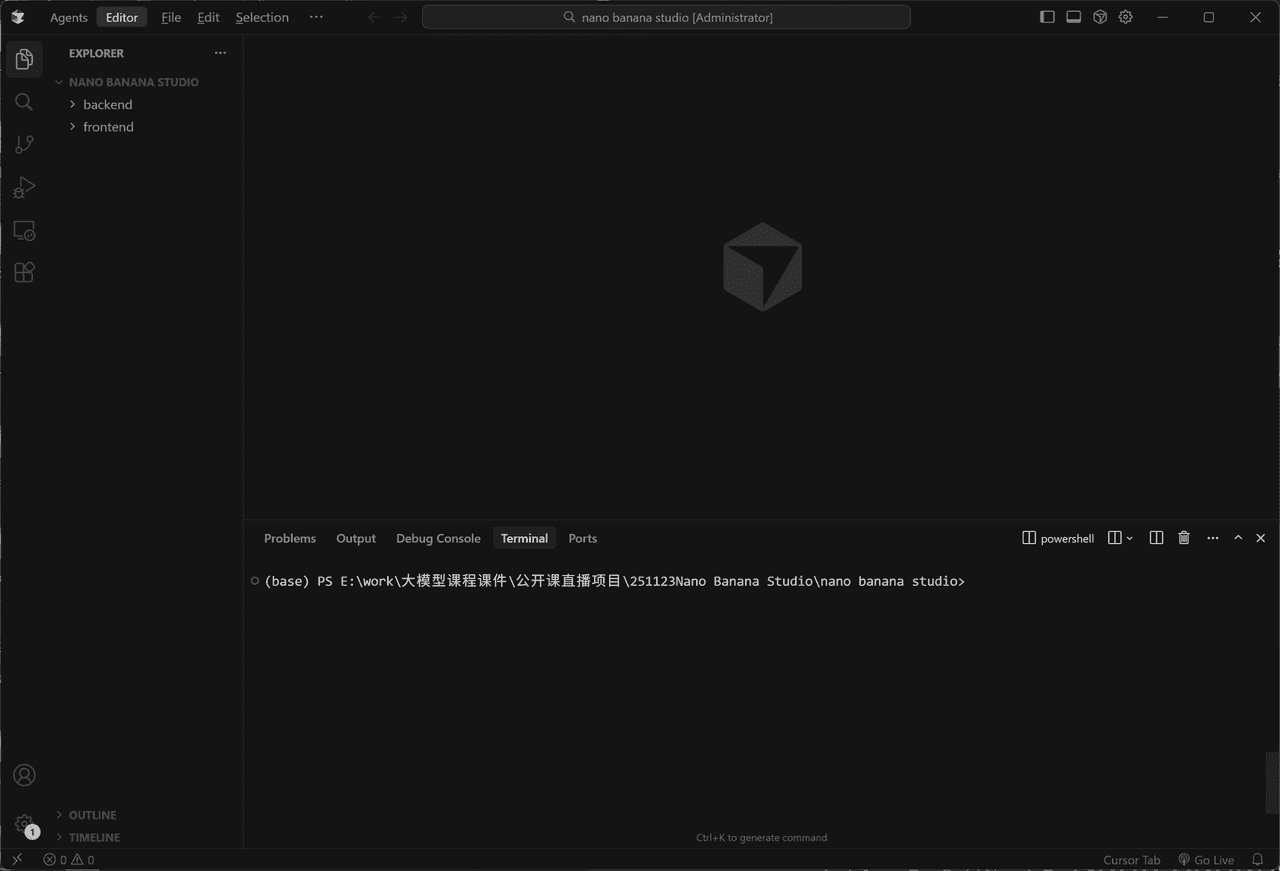 Agents Editor File Edit Selection ··· nano banana studio [Administrator]
EXPLORER ···
NANO BANANA STUDIO
backend
frontend
Problems Output Debug Console Terminal Ports powershell ···
(base) PS E:\work\大模型课程课件\公开课直播项目\251123Nano Banana Studio\nano banana studio>
Ctrl+K to generate command
OUTLINE
1
TIMELINE
0 0 Cursor Tab Go Live